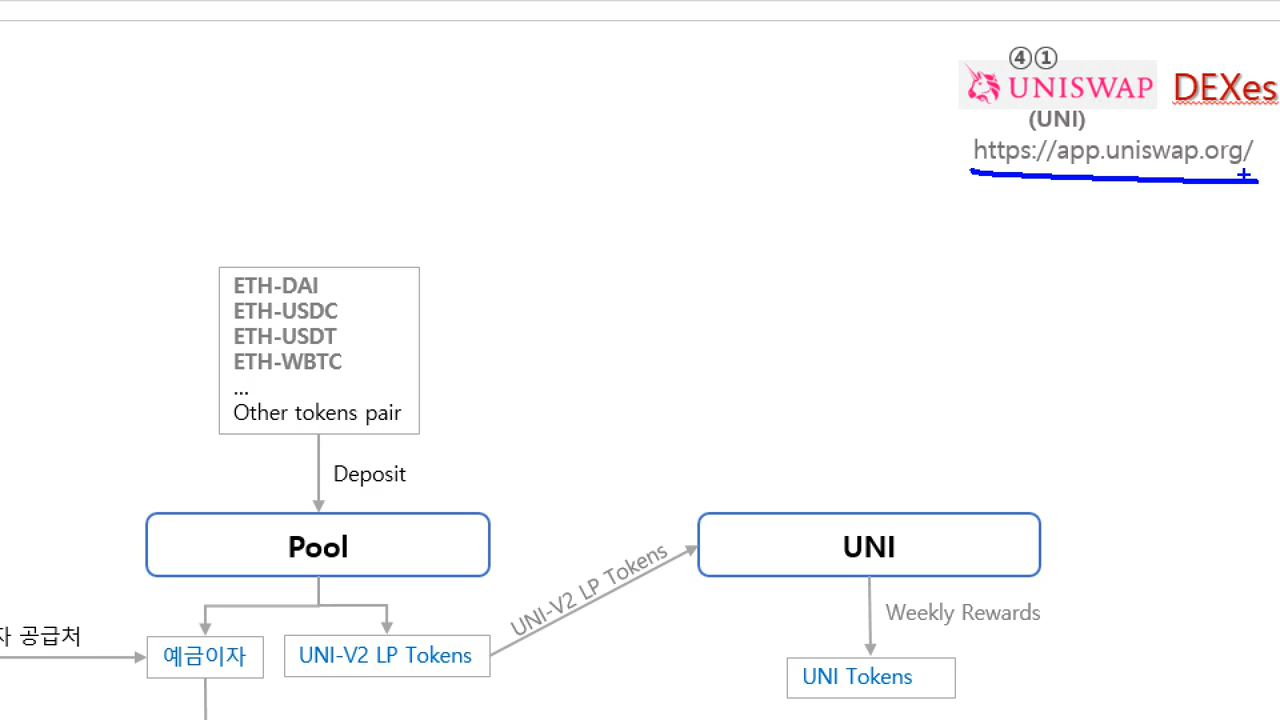 ④①
UNISWAP DEXes
(UNI)
https://app.uniswap.org/
ETH-DAI
ETH-USDC
ETH-USDT
ETH-WBTC
...
Other tokens pair
Deposit
Pool
UNI
UNI-V2 LP Tokens
Weekly Rewards
자 공급처
예금이자
UNI-V2 LP Tokens
UNI Tokens